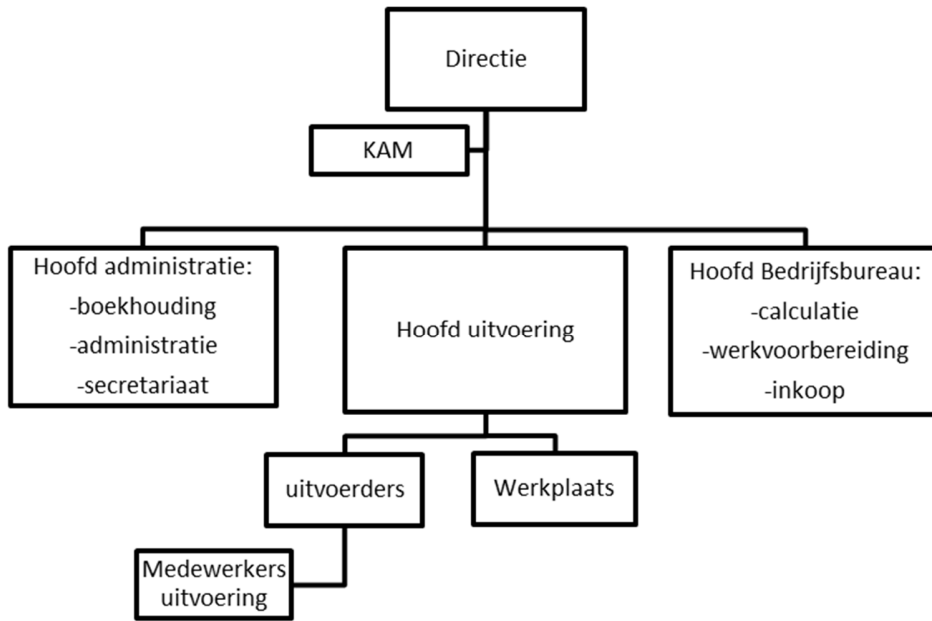 Directie
KAM
Hoofd administratie:
-boekhouding
-administratie
-secretariaat
Hoofd uitvoering
Hoofd Bedrijfsbureau:
-calculatie
-werkvoorbereiding
-inkoop
uitvoerders
Werkplaats
Medewerkers
uitvoering